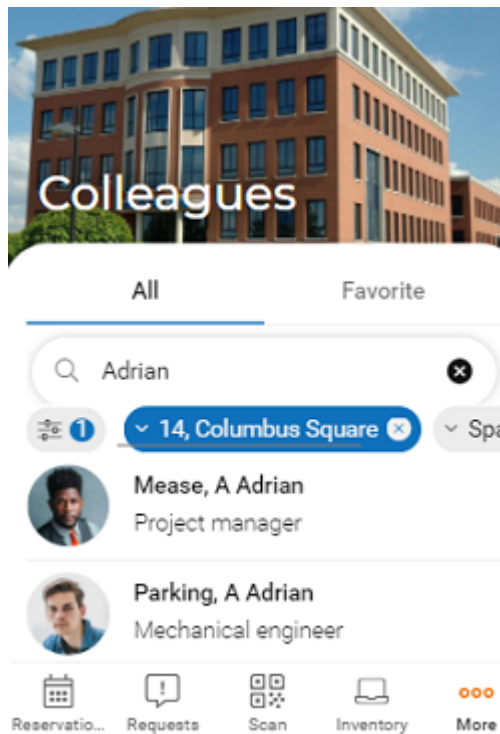 Colleagues
All Favorite
Adrian
1 14, Columbus Square Spa
Mease, A Adrian
Project manager
Parking, A Adrian
Mechanical engineer
Reservatio... Requests Scan Inventory More